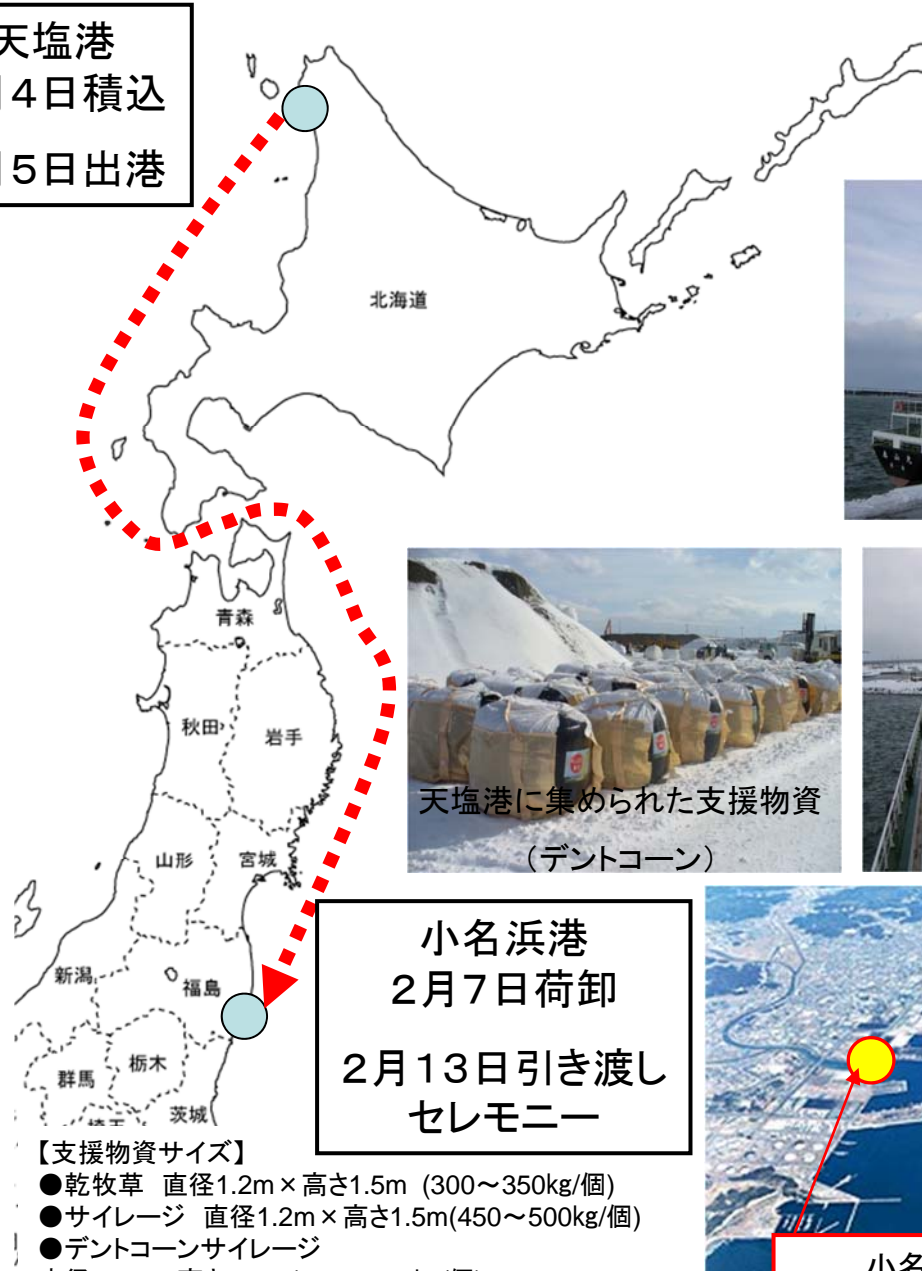 天塩港
４日積込
５日出港
北海道
青森
秋田
岩手
山形
宮城
新潟
福島
群馬
栃木
茨城
埼玉
天塩港に集められた支援物資
（デントコーン）
小名浜港
２月７日荷卸
２月１３日引き渡し
セレモニー
【支援物資サイズ】
●乾牧草 直径1.2m×高さ1.5m (300～350kg/個)
●サイレージ 直径1.2m×高さ1.5m(450～500kg/個)
●デントコーンサイレージ
小名